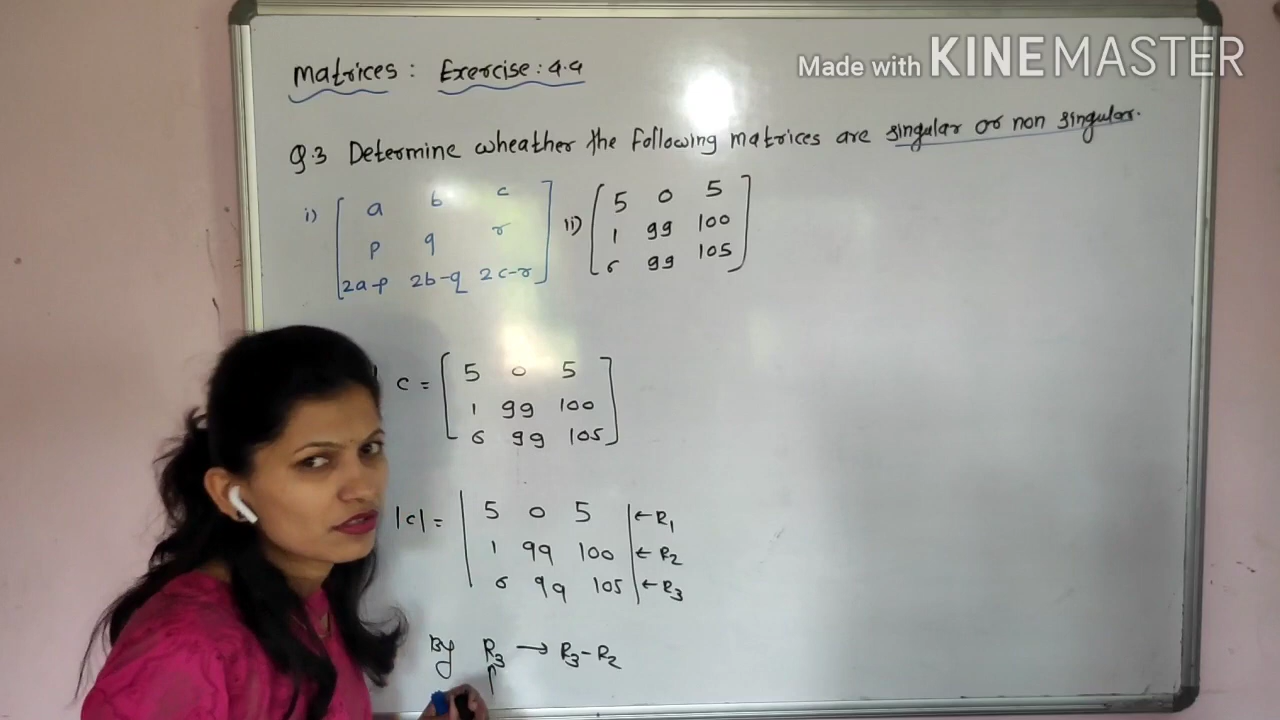 Made with KINEMASTER
Matrices : Exercise : 4.4
Q.3 Determine wheather the following matrices are singular or non singular.
i) [ a b c ii) [ 5 0 5 ]
p q r 1 99 100
2a-p 2b-q 2c-r ] 6 99 105 ]
C = [ 5 0 5 ]
1 99 100
6 99 105 ]
|C| = | 5 0 5 | ← R1
1 99 100 ← R2
6 99 105 ← R3
By R3 → R3 - R2